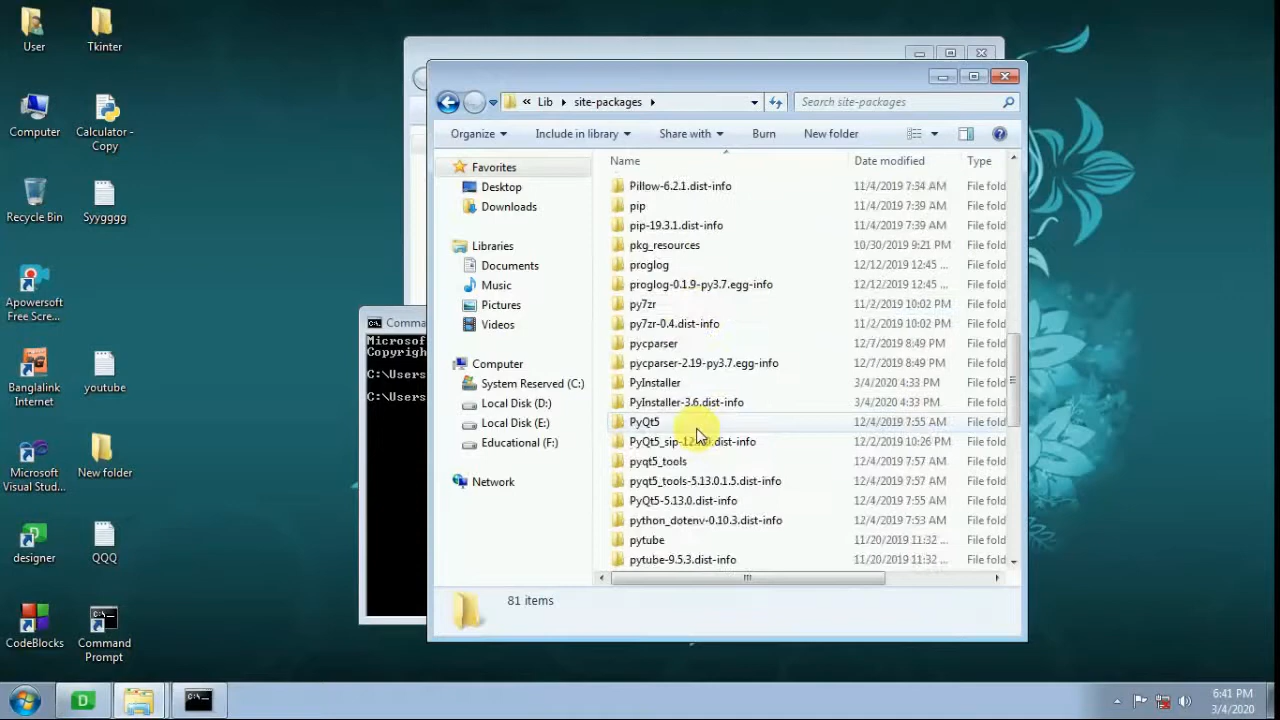 User
Tkinter
Computer
Calculator - Copy
Recycle Bin
Syygggg
Apowersoft Free Scre...
Banglalink Internet
youtube
Microsoft Visual Stud...
New folder
designer
QQQ
CodeBlocks
Command Prompt
Comma
Microsof
Copyrigh
C:\Users
C:\Users
« Lib site-packages
Search site-packages
Organize Include in library Share with Burn New folder
Favorites
Desktop
Downloads
Libraries
Documents
Music
Pictures
Videos
Computer
System Reserved (C:)
Local Disk (D:)
Local Disk (E:)
Educational (F:)
Network
Name Date modified Type
Pillow-6.2.1.dist-info 11/4/2019 7:34 AM File fold
pip 11/4/2019 7:39 AM File fold
pip-19.3.1.dist-info 11/4/2019 7:39 AM File fold
pkg_resources 10/30/2019 9:21 PM File fold
proglog 12/12/2019 12:45 ... File fold
proglog-0.1.9-py3.7.egg-info 12/12/2019 12:45 ... File fold
py7zr 11/2/2019 10:02 PM File fold
py7zr-0.4.dist-info 11/2/2019 10:02 PM File fold
pycparser 12/7/2019 8:49 PM File fold
pycparser-2.19-py3.7.egg-info 12/7/2019 8:49 PM File fold
PyInstaller 3/4/2020 4:33 PM File fold
PyInstaller-3.6.dist-info 3/4/2020 4:33 PM File fold
PyQt5 12/4/2019 7:55 AM File fold
PyQt5_sip-12 dist-info 12/2/2019 10:26 PM File fold
pyqt5_tools 12/4/2019 7:57 AM File fold
pyqt5_tools-5.13.0.1.5.dist-info 12/4/2019 7:57 AM File fold
PyQt5-5.13.0.dist-info 12/4/2019 7:55 AM File fold
python_dotenv-0.10.3.dist-info 12/4/2019 7:53 AM File fold
pytube 11/20/2019 11:32 ... File fold
pytube-9.5.3.dist-info 11/20/2019 11:32 ... File fold
81 items
6:41 PM
3/4/2020